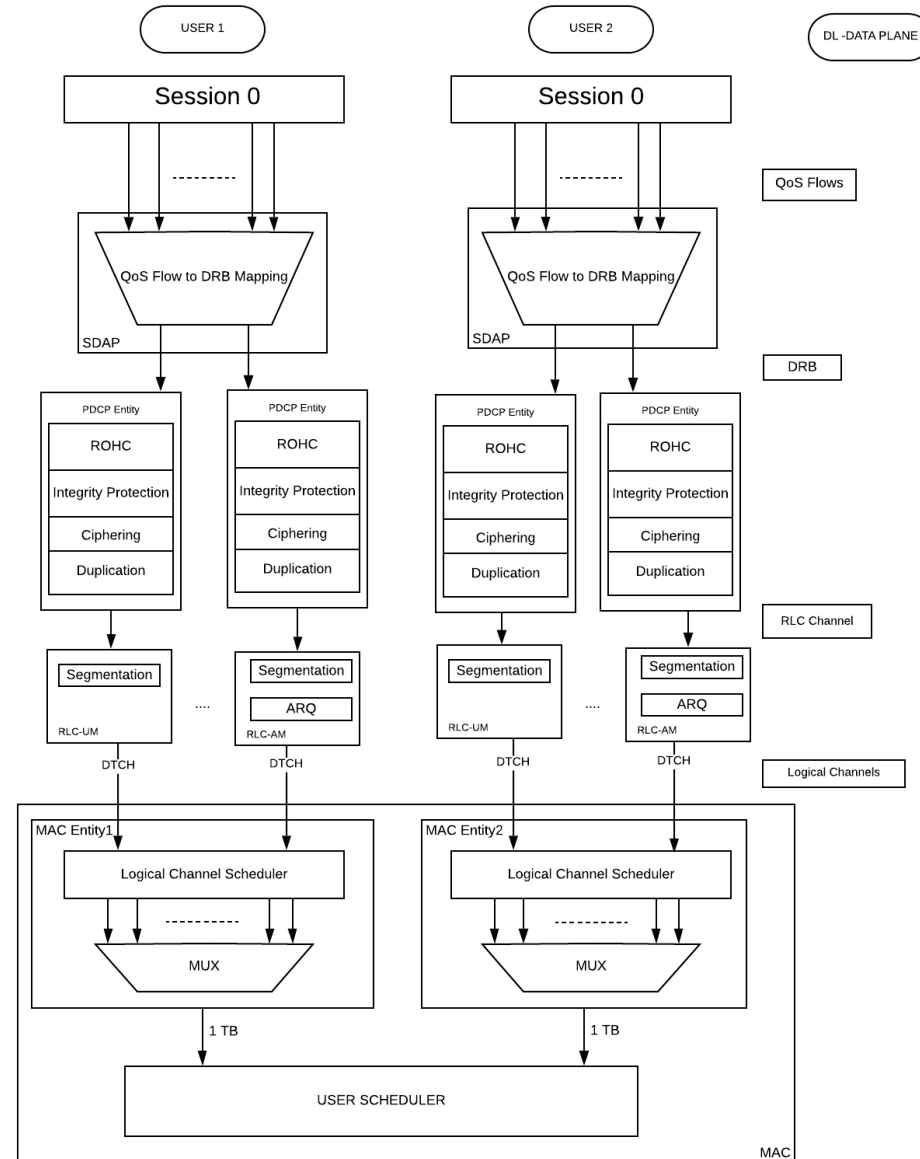 USER 1
USER 2
DL -DATA PLANE
Session 0
Session 0
QoS Flows
QoS Flow to DRB Mapping
QoS Flow to DRB Mapping
SDAP
SDAP
DRB
PDCP Entity
PDCP Entity
PDCP Entity
PDCP Entity
ROHC
ROHC
ROHC
ROHC
Integrity Protection
Integrity Protection
Integrity Protection
Integrity Protection
Ciphering
Ciphering
Ciphering
Ciphering
Duplication
Duplication
Duplication
Duplication
RLC Channel
Segmentation
Segmentation
Segmentation
Segmentation
....
ARQ
....
ARQ
RLC-UM
RLC-AM
RLC-UM
RLC-AM
DTCH
DTCH
DTCH
DTCH
Logical Channels
MAC Entity1
MAC Entity2
Logical Channel Scheduler
Logical Channel Scheduler
MUX
MUX
1 TB
1 TB
USER SCHEDULER
MAC